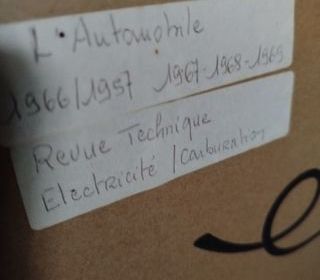 L'Automobile
1966/1957 1967-1968-1969
Revue Technique
Electricité / Carburation